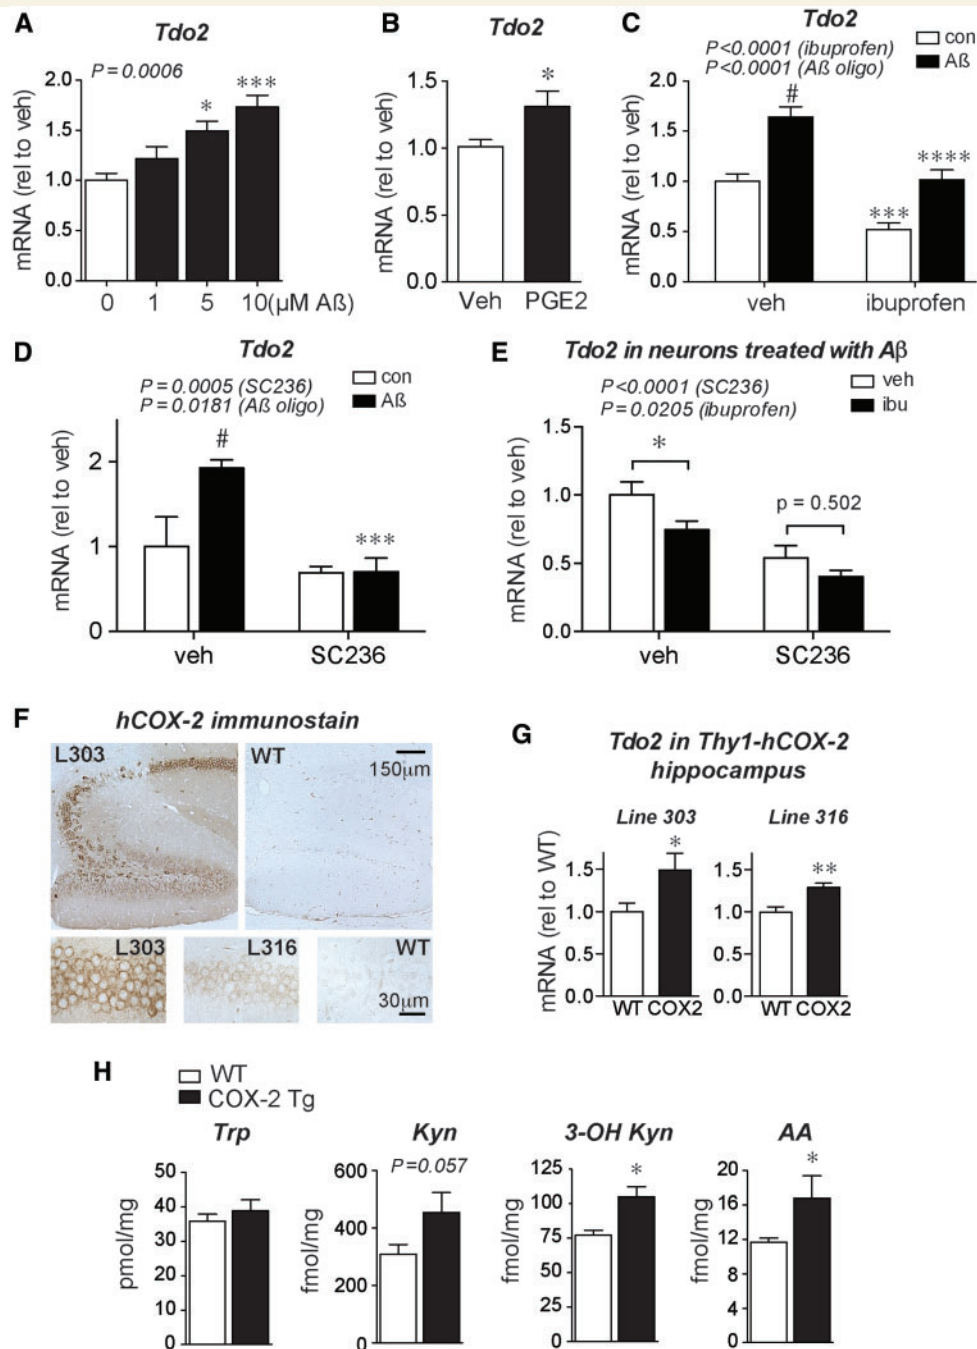 A
Tdo2
P = 0.0006
mRNA (rel to veh)
2.0
1.5
1.0
0.5
0.0
*
***
0 1 5 10(µM Aß)
B
Tdo2
mRNA (rel to veh)
1.5
1.0
0.5
0.0
*
Veh PGE2
C
Tdo2
P<0.0001 (ibuprofen)
P<0.0001 (Aß oligo)
con
Aß
mRNA (rel to veh)
2.0
1.5
1.0
0.5
0.0
#
***
****
veh ibuprofen
D
Tdo2
P = 0.0005 (SC236)
P = 0.0181 (Aß oligo)
con
Aß
mRNA (rel to veh)
2
1
0
#
***
veh SC236
E
Tdo2 in neurons treated with Aβ
P<0.0001 (SC236)
P = 0.0205 (ibuprofen)
veh
ibu
mRNA (rel to veh)
1.5
1.0
0.5
0.0
*
p = 0.502
veh SC236
F
hCOX-2 immunostain
L303
WT
150µm
L303
L316
WT
30µm
G
Tdo2 in Thy1-hCOX-2
hippocampus
Line 303
Line 316
mRNA (rel to WT)
1.5
1.0
0.5
0.0
*
WT COX2
1.5
1.0
0.5
0.0
**
WT COX2
H
WT
COX-2 Tg
Trp
pmol/mg
50
40
30
20
10
0
Kyn
P=0.057
fmol/mg
600
400
200
0
3-OH Kyn
fmol/mg
125
100
75
50
25
0
*
AA
fmol/mg
20
16
12
8
4
0
*